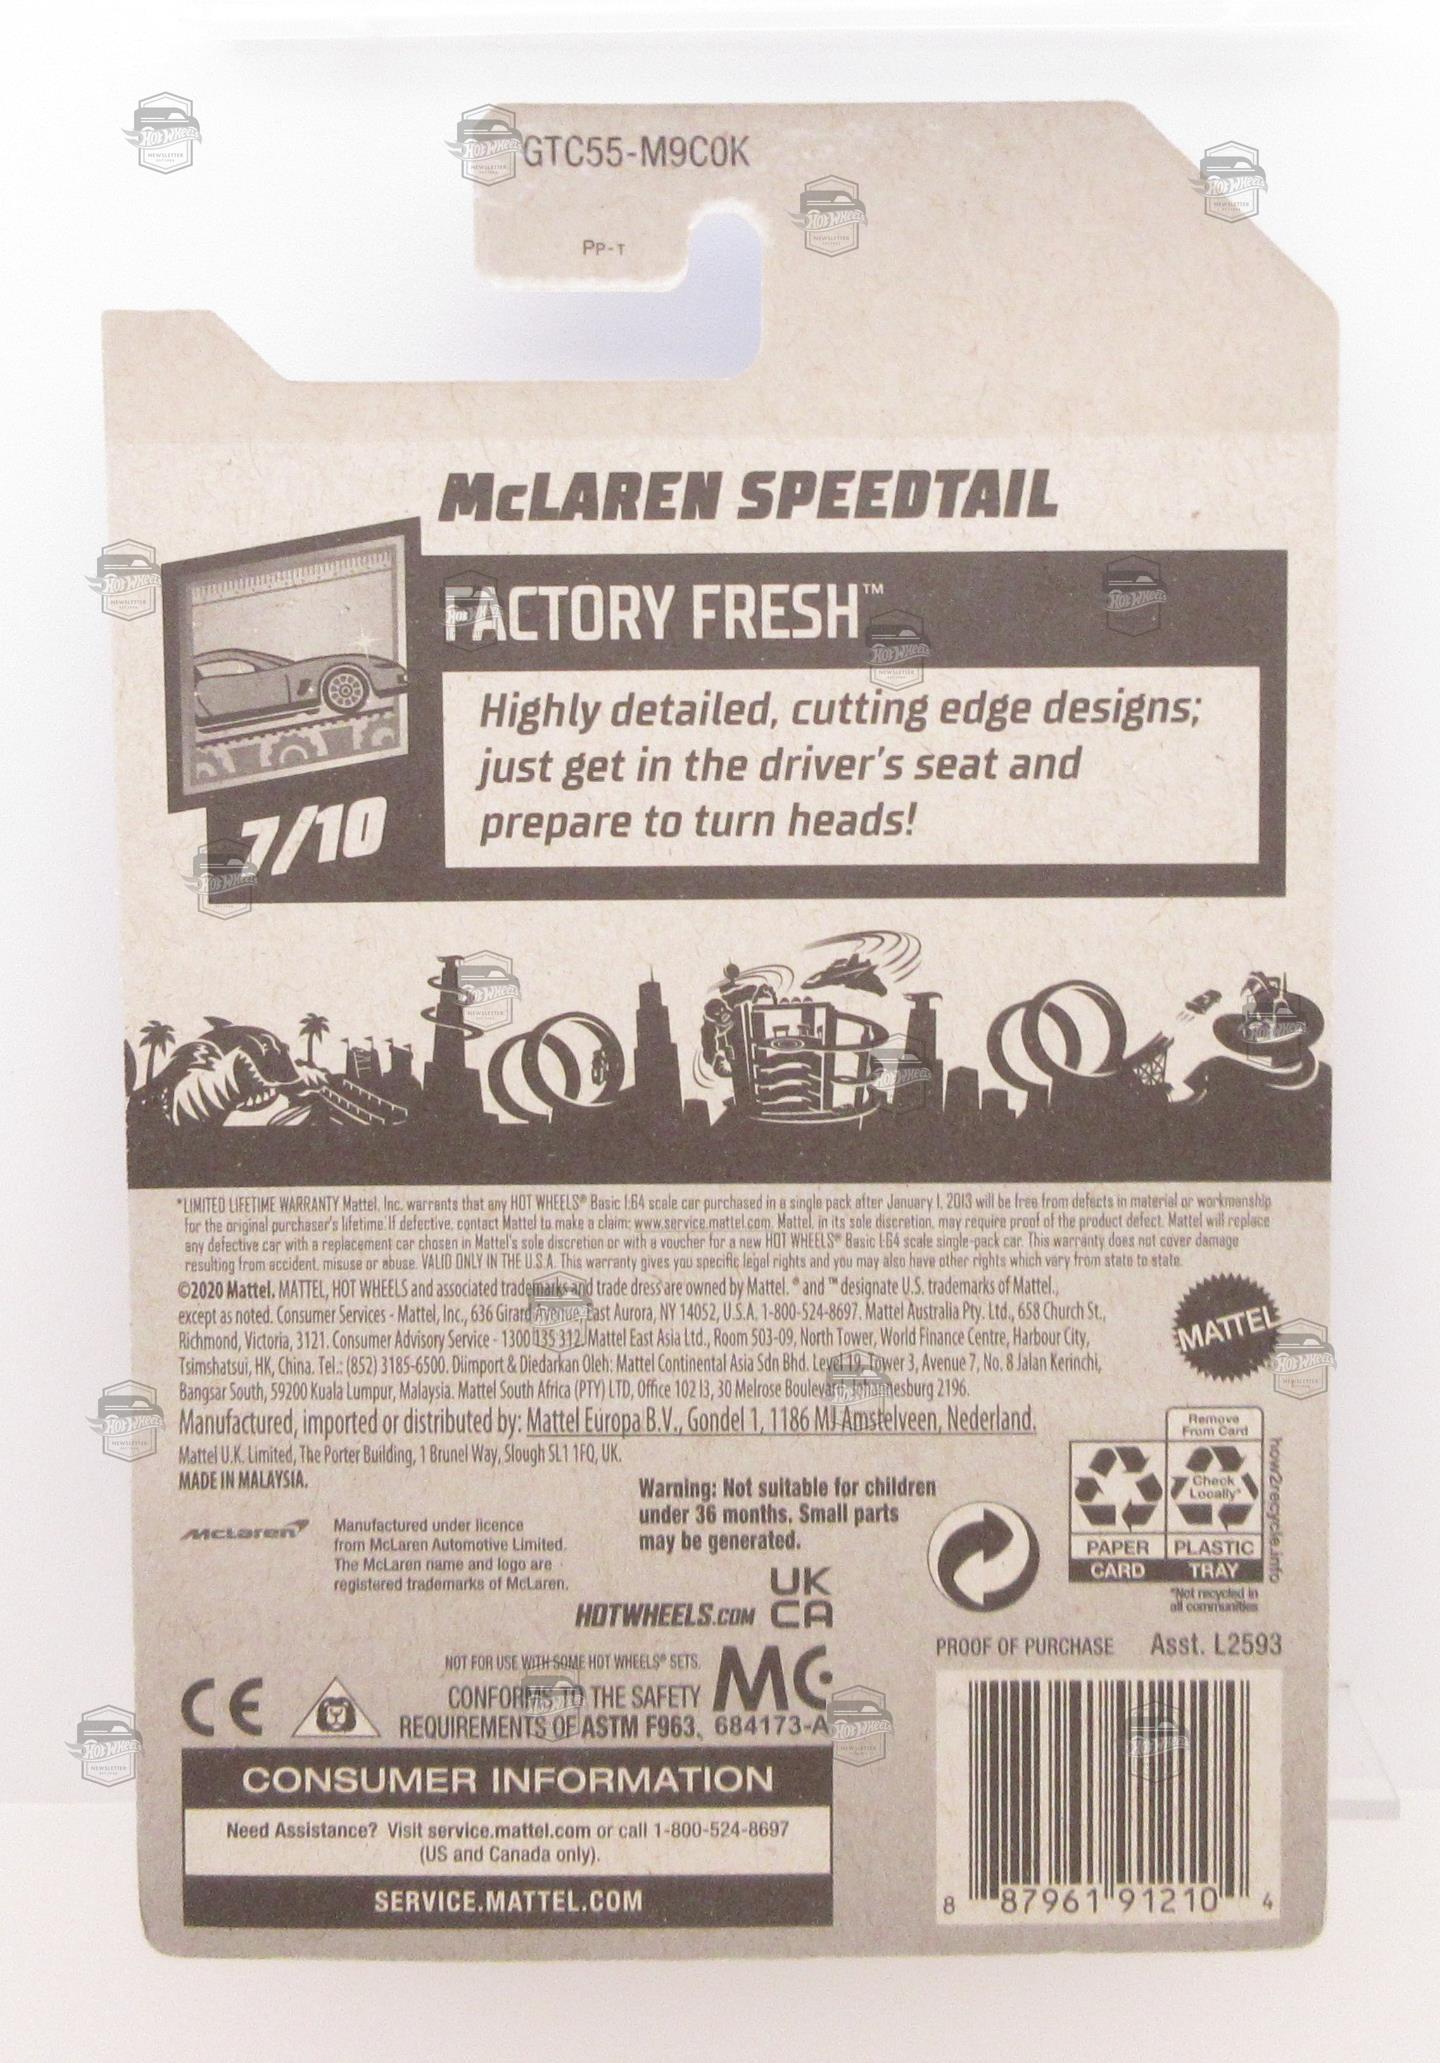 GTC55-M9C0K
Pp-T
McLAREN SPEEDTAIL
FACTORY FRESH™
Highly detailed, cutting edge designs;
just get in the driver's seat and
prepare to turn heads!
7/10
*LIMITED LIFETIME WARRANTY Mattel, Inc. warrants that any HOT WHEELS® Basic 1:64 scale car purchased in a single pack after January 1, 2013 will be free from defects in material or workmanship
for the original purchaser's lifetime. If defective, contact Mattel to make a claim: www.service.mattel.com. Mattel, in its sole discretion, may require proof of the product defect. Mattel will replace
any defective car with a replacement car chosen in Mattel's sole discretion or with a voucher for a new HOT WHEELS® Basic 1:64 scale single-pack car. This warranty does not cover damage
resulting from accident, misuse or abuse. VALID ONLY IN THE U.S.A. This warranty gives you specific legal rights and you may also have other rights which vary from state to state.
©2020 Mattel. MATTEL, HOT WHEELS and associated trademarks and trade dress are owned by Mattel. ® and ™ designate U.S. trademarks of Mattel.,
except as noted. Consumer Services - Mattel, Inc., 636 Girard Avenue, East Aurora, NY 14052, U.S.A. 1-800-524-8697. Mattel Australia Pty. Ltd., 658 Church St.,
Richmond, Victoria, 3121. Consumer Advisory Service - 1300 135 312. Mattel East Asia Ltd., Room 503-09, North Tower, World Finance Centre, Harbour City,
Tsimshatsui, HK, China. Tel.: (852) 3185-6500. Diimport & Diedarkan Oleh: Mattel Continental Asia Sdn Bhd. Level 19, Tower 3, Avenue 7, No. 8 Jalan Kerinchi,
Bangsar South, 59200 Kuala Lumpur, Malaysia. Mattel South Africa (PTY) LTD, Office 102 I3, 30 Melrose Boulevard, Johannesburg 2196.
Manufactured, imported or distributed by: Mattel Europa B.V., Gondel 1, 1186 MJ Amstelveen, Nederland.
Mattel U.K. Limited, The Porter Building, 1 Brunel Way, Slough SL1 1FQ, UK.
MADE IN MALAYSIA.
MATTEL
McLaren
Manufactured under licence
from McLaren Automotive Limited.
The McLaren name and logo are
registered trademarks of McLaren.
Warning: Not suitable for children
under 36 months. Small parts
may be generated.
Remove
From Card
Check
Locally*
PAPER
CARD
PLASTIC
TRAY
*Not recycled in
all communities
how2recycle.info
HOTWHEELS.COM
UK
CA
NOT FOR USE WITH SOME HOT WHEELS® SETS.
CONFORMS TO THE SAFETY
REQUIREMENTS OF ASTM F963.
MC
684173-A
CE
PROOF OF PURCHASE
Asst. L2593
CONSUMER INFORMATION
Need Assistance? Visit service.mattel.com or call 1-800-524-8697
(US and Canada only).
SERVICE.MATTEL.COM
8 87961 91210 4